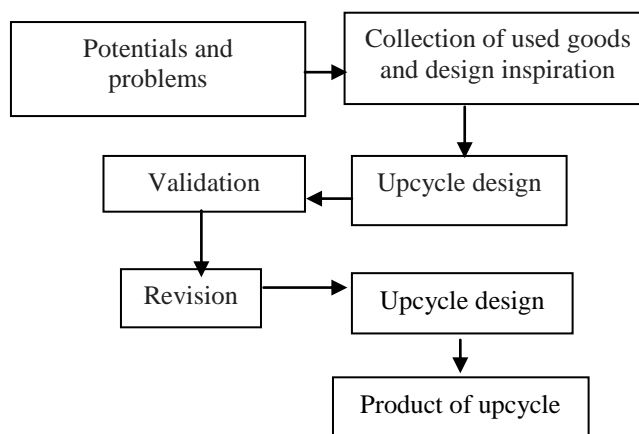 Potentials and
problems
Collection of used goods
and design inspiration
Validation
Upcycle design
Revision
Upcycle design
Product of upcycle